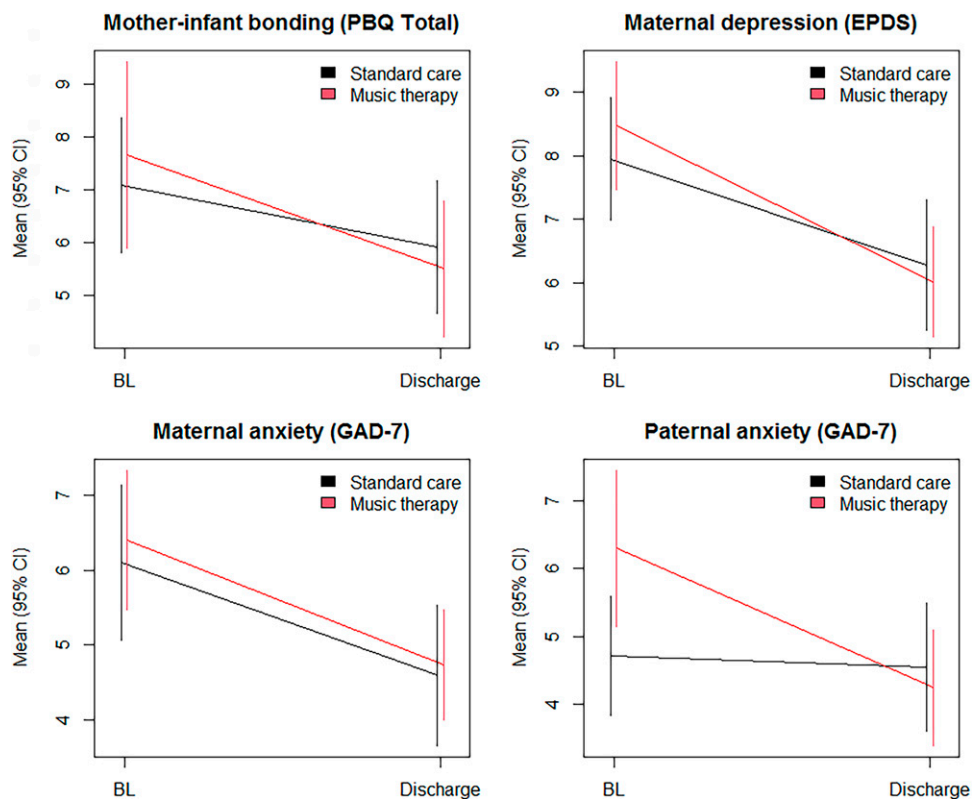 Mother-infant bonding (PBQ Total)
Mean (95% CI)
9
8
7
6
5
Standard care
Music therapy
BL
Discharge
Maternal depression (EPDS)
Mean (95% CI)
9
8
7
6
5
Standard care
Music therapy
BL
Discharge
Maternal anxiety (GAD-7)
Mean (95% CI)
7
6
5
4
Standard care
Music therapy
BL
Discharge
Paternal anxiety (GAD-7)
Mean (95% CI)
7
6
5
4
Standard care
Music therapy
BL
Discharge